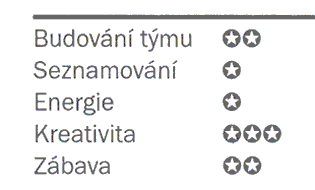 Budování týmu ✪✪
Seznamování ✪
Energie ✪
Kreativita ✪✪✪
Zábava ✪✪